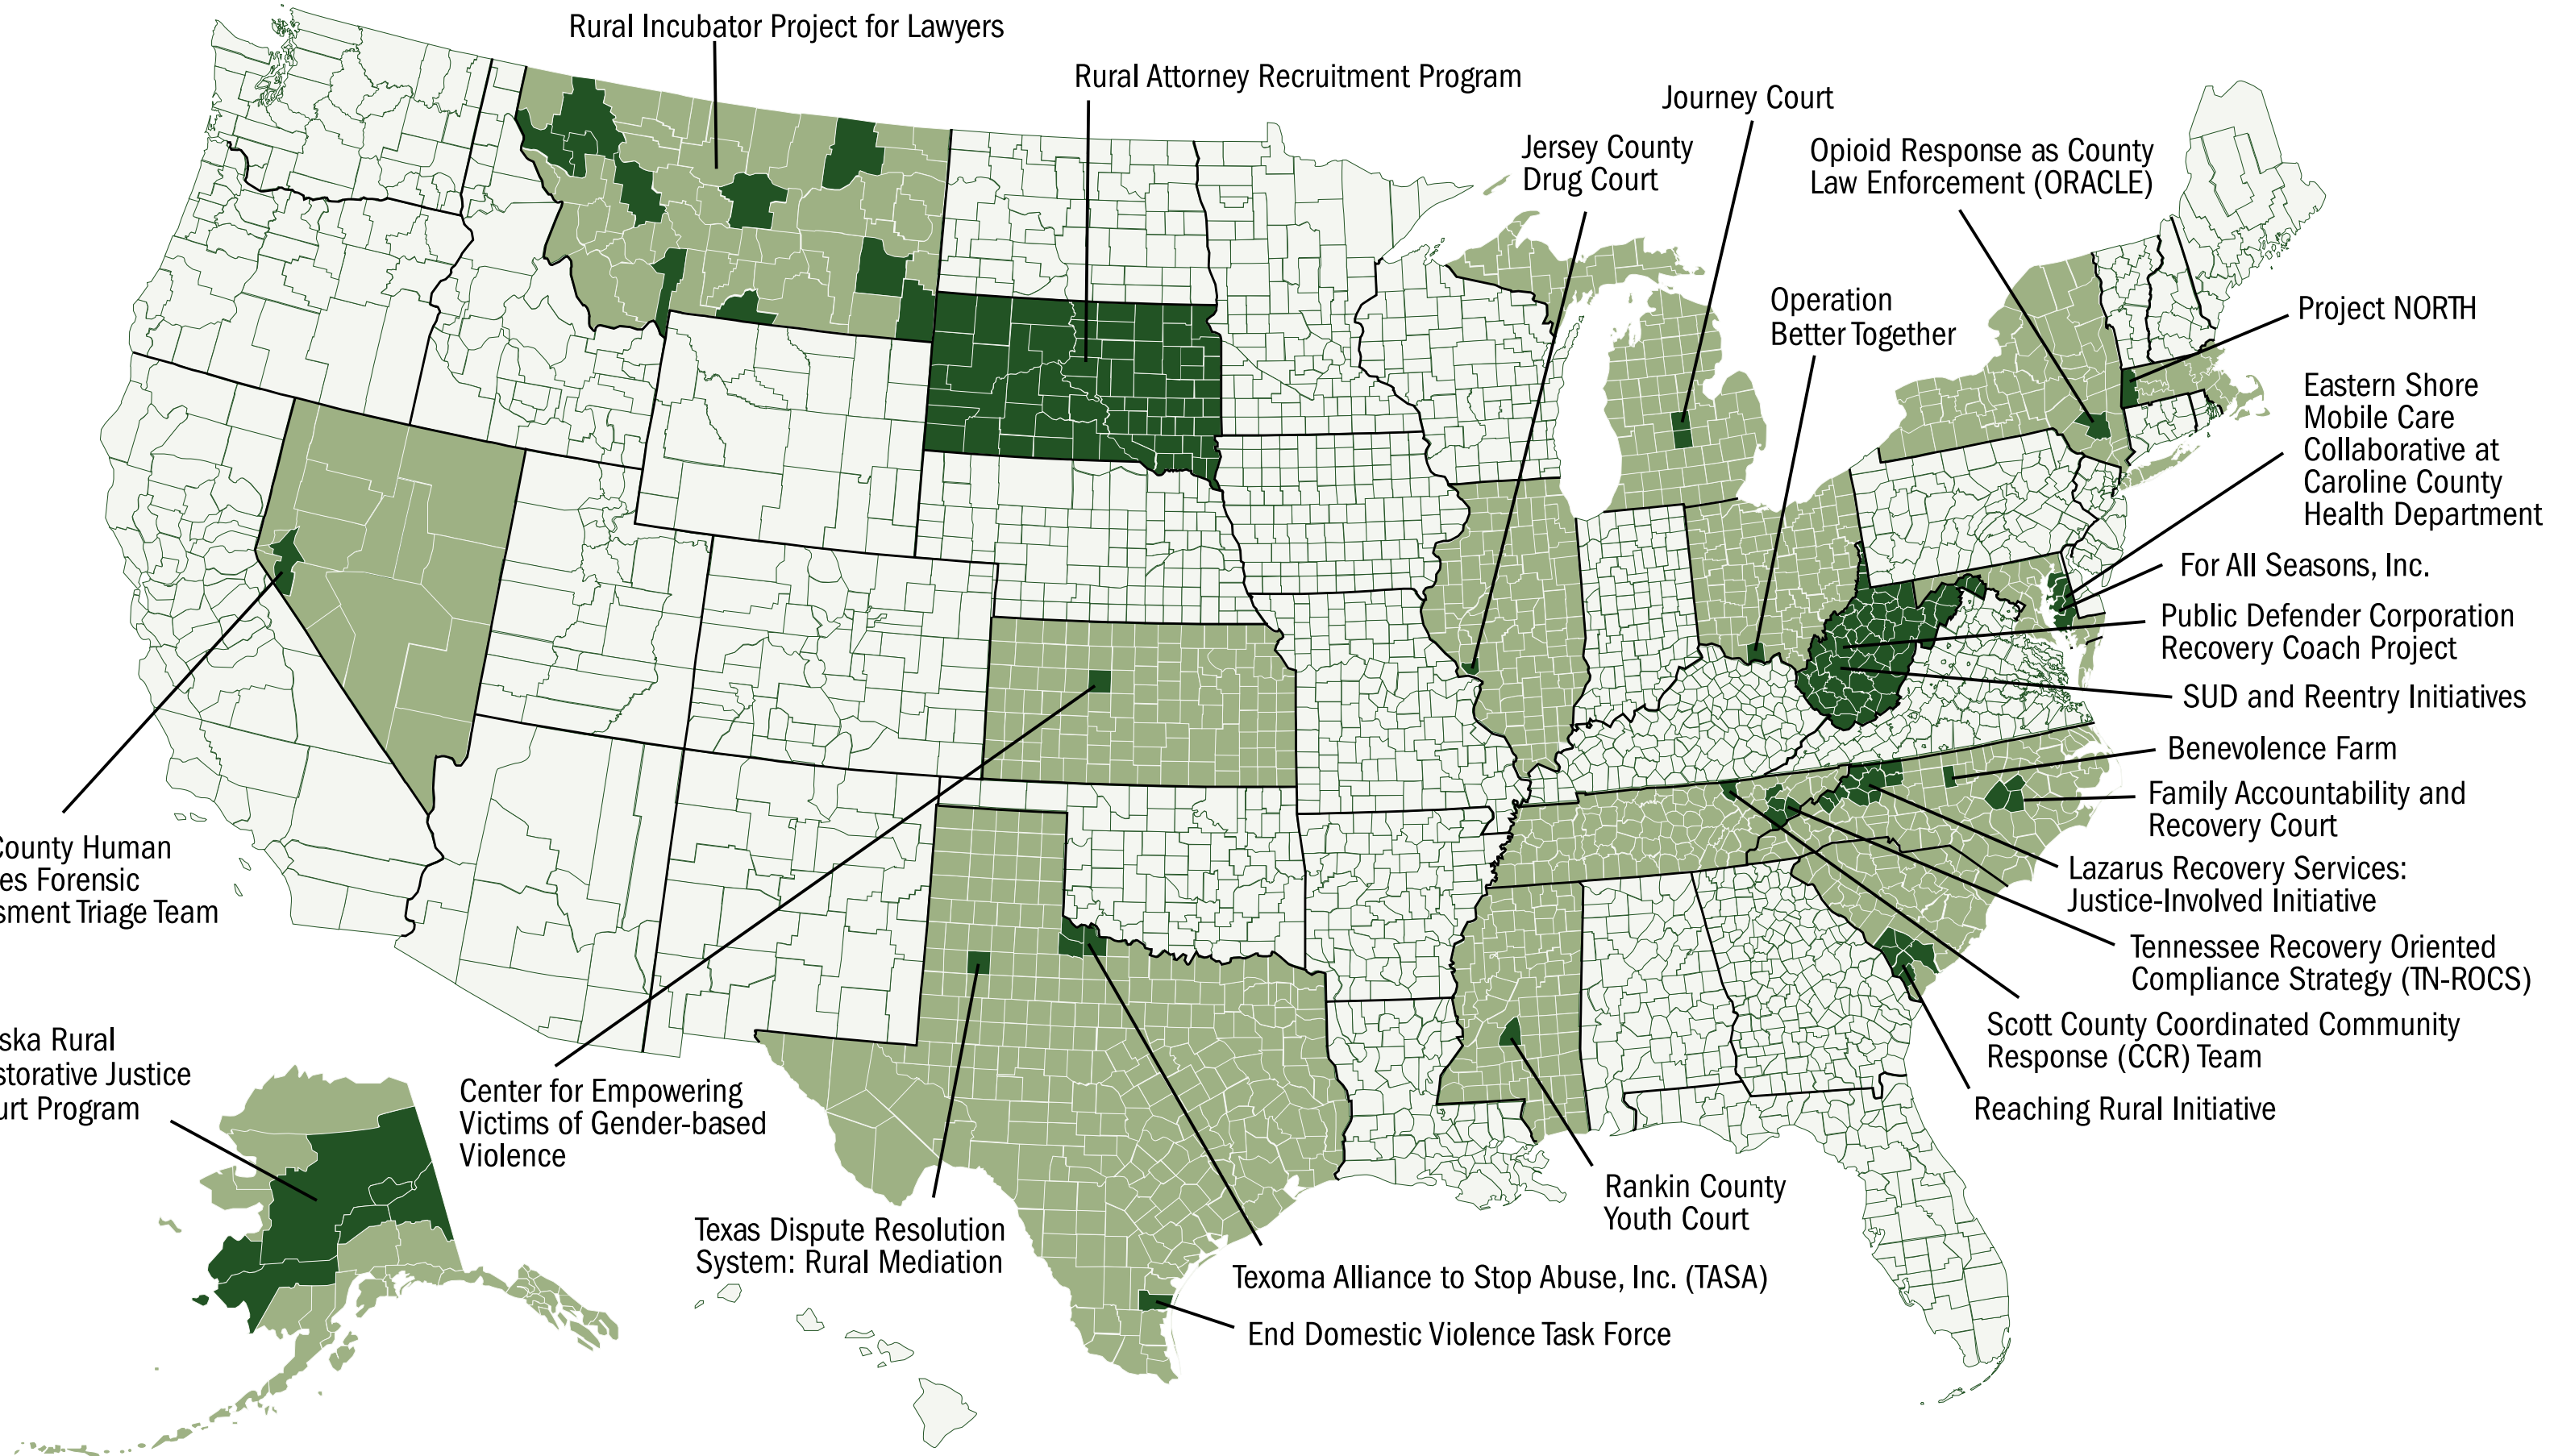 Rural Incubator Project for Lawyers
Rural Attorney Recruitment Program
Journey Court
Jersey County
Drug Court
Opioid Response as County
Law Enforcement (ORACLE)
Operation
Better Together
Project NORTH
Eastern Shore
Mobile Care
Collaborative at
Caroline County
Health Department
For All Seasons, Inc.
Public Defender Corporation
Recovery Coach Project
SUD and Reentry Initiatives
Benevolence Farm
Family Accountability and
Recovery Court
Lazarus Recovery Services:
Justice-Involved Initiative
Tennessee Recovery Oriented
Compliance Strategy (TN-ROCS)
Scott County Coordinated Community
Response (CCR) Team
Reaching Rural Initiative
Rankin County
Youth Court
Texoma Alliance to Stop Abuse, Inc. (TASA)
End Domestic Violence Task Force
Texas Dispute Resolution
System: Rural Mediation
Center for Empowering
Victims of Gender-based
Violence
County Human
es Forensic
sment Triage Team
ska Rural
storative Justice
urt Program